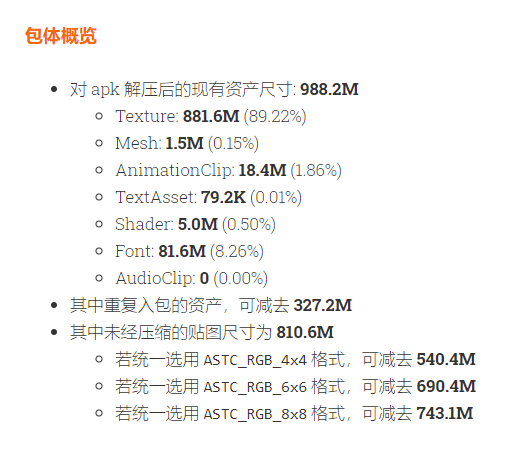 包体概览
对 apk 解压后的现有资产尺寸: 988.2M
Texture: 881.6M (89.22%)
Mesh: 1.5M (0.15%)
AnimationClip: 18.4M (1.86%)
TextAsset: 79.2K (0.01%)
Shader: 5.0M (0.50%)
Font: 81.6M (8.26%)
AudioClip: 0 (0.00%)
其中重复入包的资产，可减去 327.2M
其中未经压缩的贴图尺寸为 810.6M
若统一选用 ASTC_RGB_4x4 格式，可减去 540.4M
若统一选用 ASTC_RGB_6x6 格式，可减去 690.4M
若统一选用 ASTC_RGB_8x8 格式，可减去 743.1M